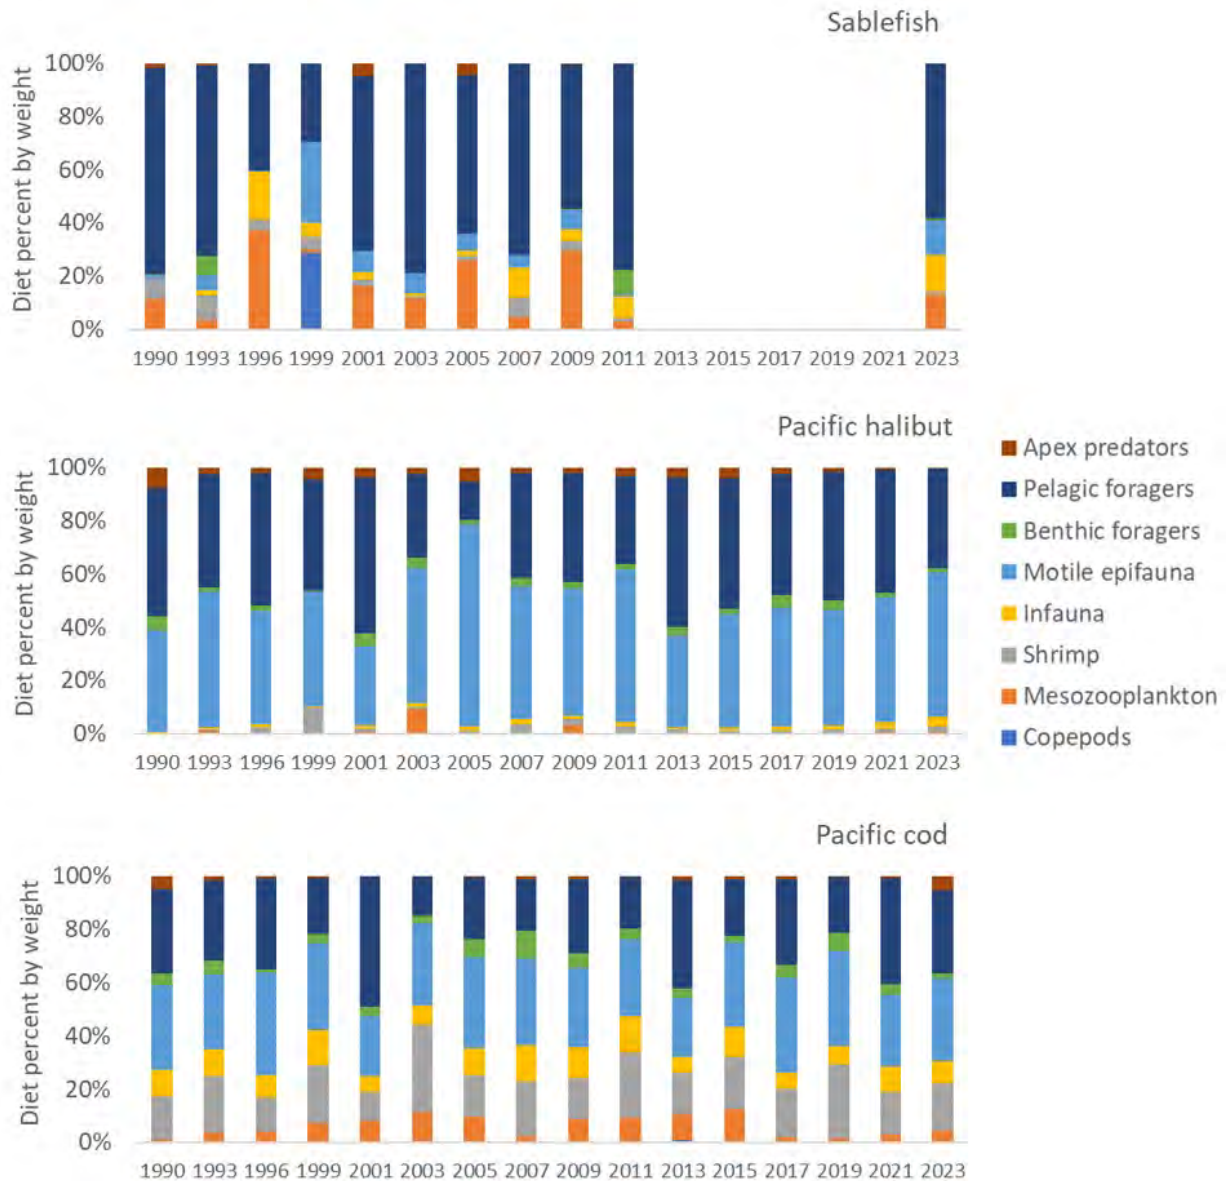 Sablefish
Diet percent by weight
100%
80%
60%
40%
20%
0%
1990 1993 1996 1999 2001 2003 2005 2007 2009 2011 2013 2015 2017 2019 2021 2023
Pacific halibut
Diet percent by weight
100%
80%
60%
40%
20%
0%
1990 1993 1996 1999 2001 2003 2005 2007 2009 2011 2013 2015 2017 2019 2021 2023
Apex predators
Pelagic foragers
Benthic foragers
Motile epifauna
Infauna
Shrimp
Mesozooplankton
Copepods
Pacific cod
Diet percent by weight
100%
80%
60%
40%
20%
0%
1990 1993 1996 1999 2001 2003 2005 2007 2009 2011 2013 2015 2017 2019 2021 2023